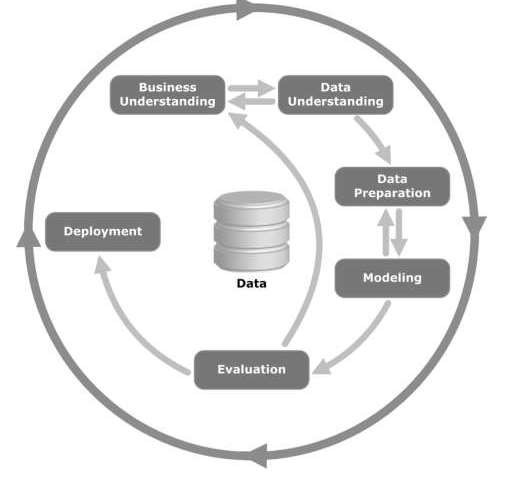 Business
Understanding
Data
Understanding
Data
Preparation
Deployment
Data
Modeling
Evaluation